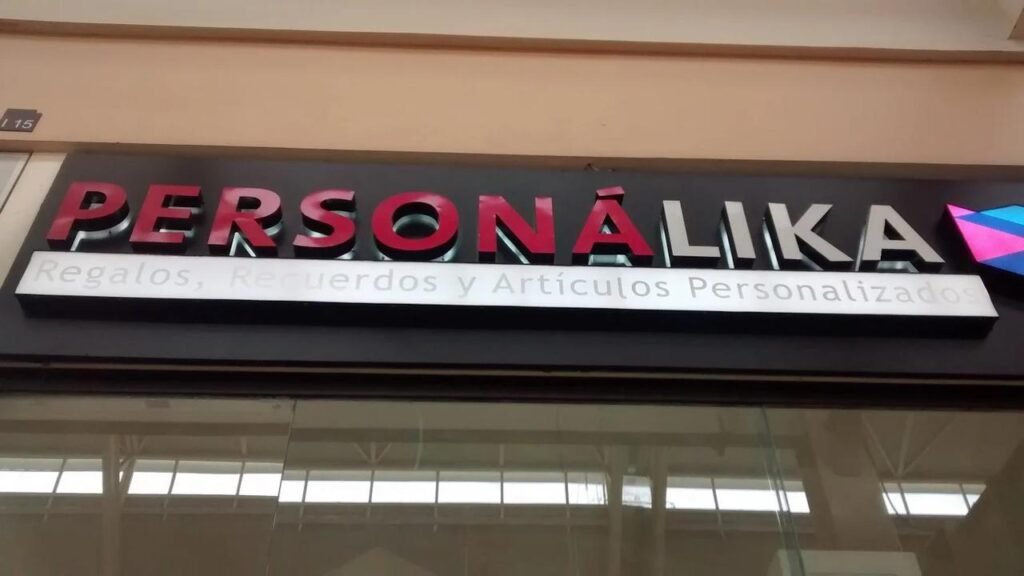 I 15
PERSONÁLIKA
Regalos, Recuerdos y Artículos Personalizados